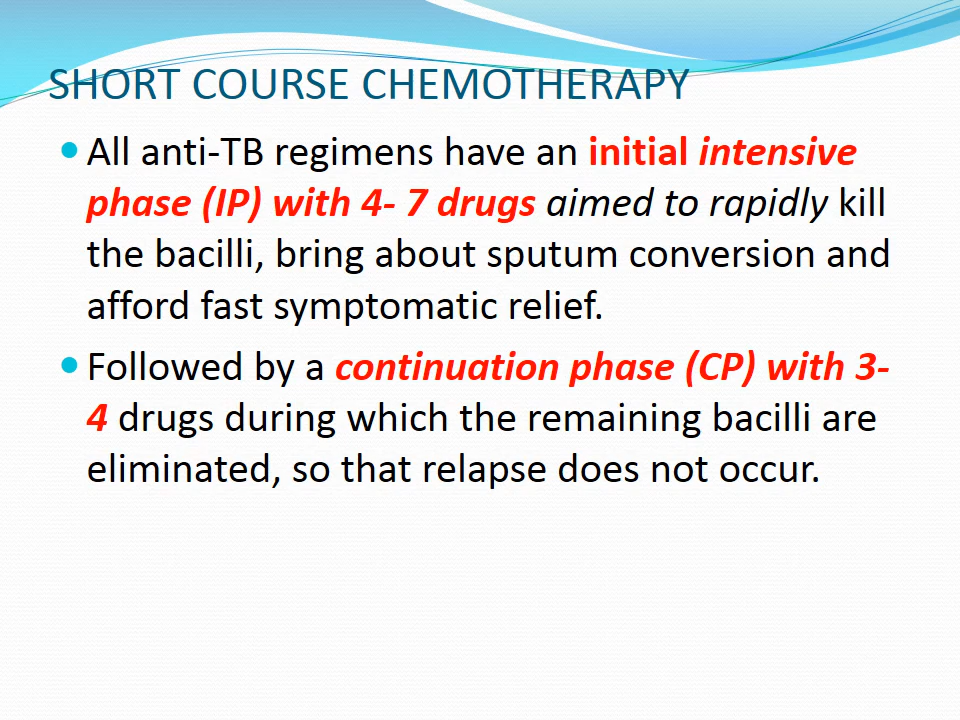 SHORT COURSE CHEMOTHERAPY
All anti-TB regimens have an initial intensive
phase (IP) with 4- 7 drugs aimed to rapidly kill
the bacilli, bring about sputum conversion and
afford fast symptomatic relief.
Followed by a continuation phase (CP) with 3-
4 drugs during which the remaining bacilli are
eliminated, so that relapse does not occur.